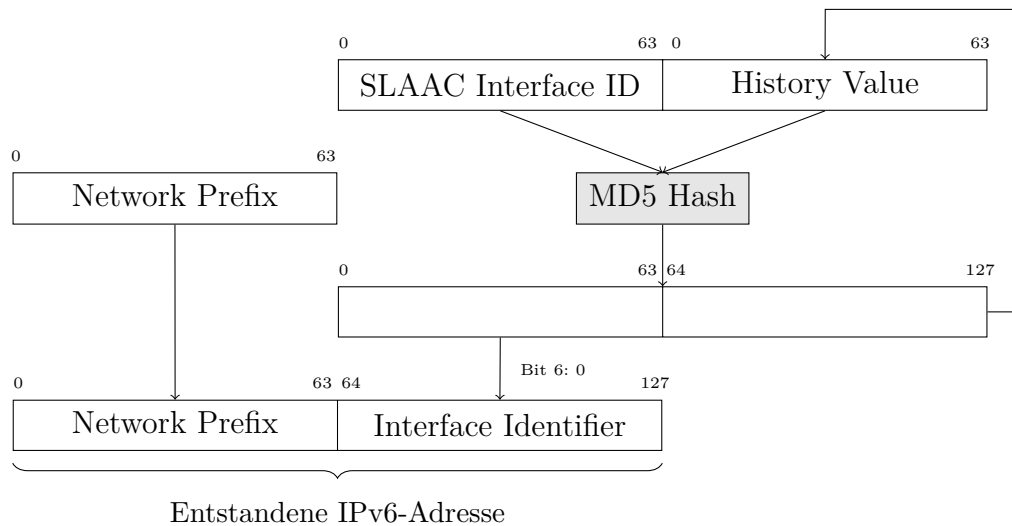 0 63 0 63
SLAAC Interface ID History Value
0 63
Network Prefix MD5 Hash
0 63 64 127
Bit 6: 0
0 63 64 127
Network Prefix Interface Identifier
Entstandene IPv6-Adresse